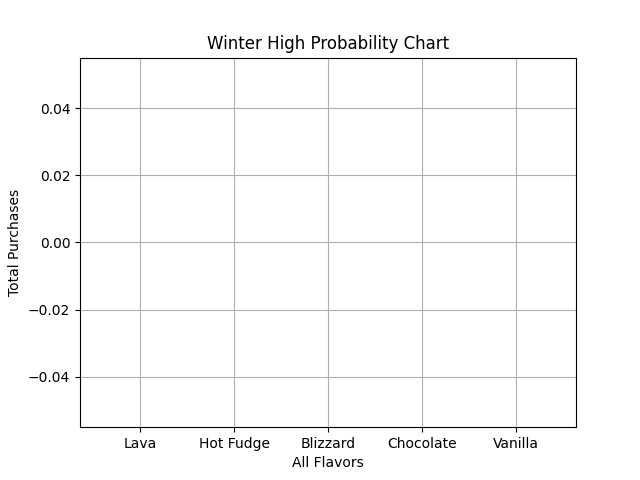 Winter High Probability Chart
0.04
0.02
0.00
−0.02
−0.04
Total Purchases
Lava Hot Fudge Blizzard Chocolate Vanilla
All Flavors